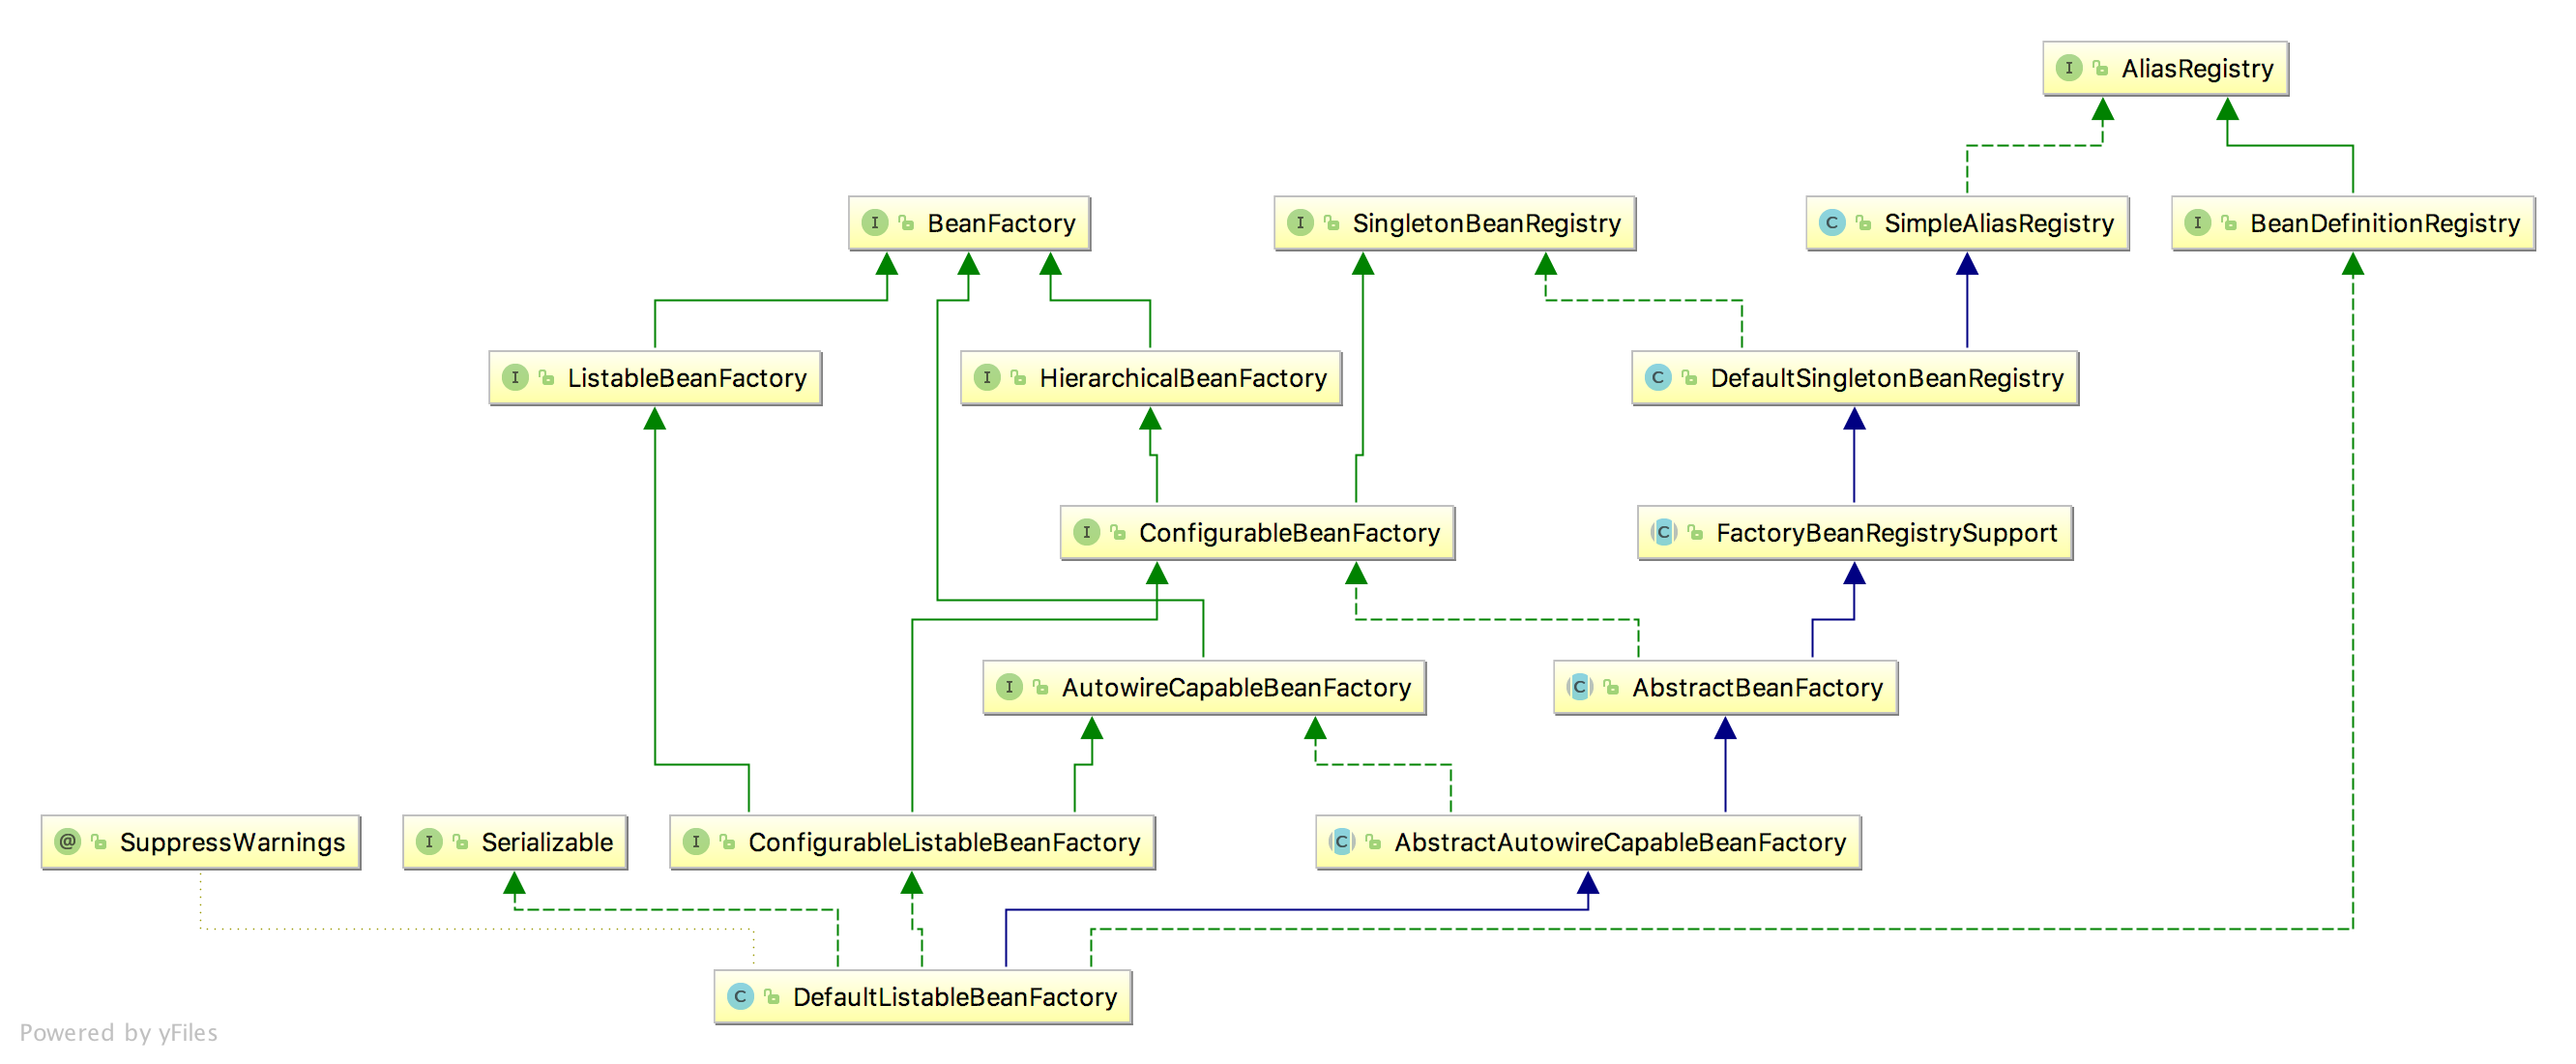 AliasRegistry
BeanFactory
SingletonBeanRegistry
SimpleAliasRegistry
BeanDefinitionRegistry
ListableBeanFactory
HierarchicalBeanFactory
DefaultSingletonBeanRegistry
ConfigurableBeanFactory
FactoryBeanRegistrySupport
AutowireCapableBeanFactory
AbstractBeanFactory
@ SuppressWarnings
I Serializable
I ConfigurableListableBeanFactory
C AbstractAutowireCapableBeanFactory
C DefaultListableBeanFactory
Powered by yFiles